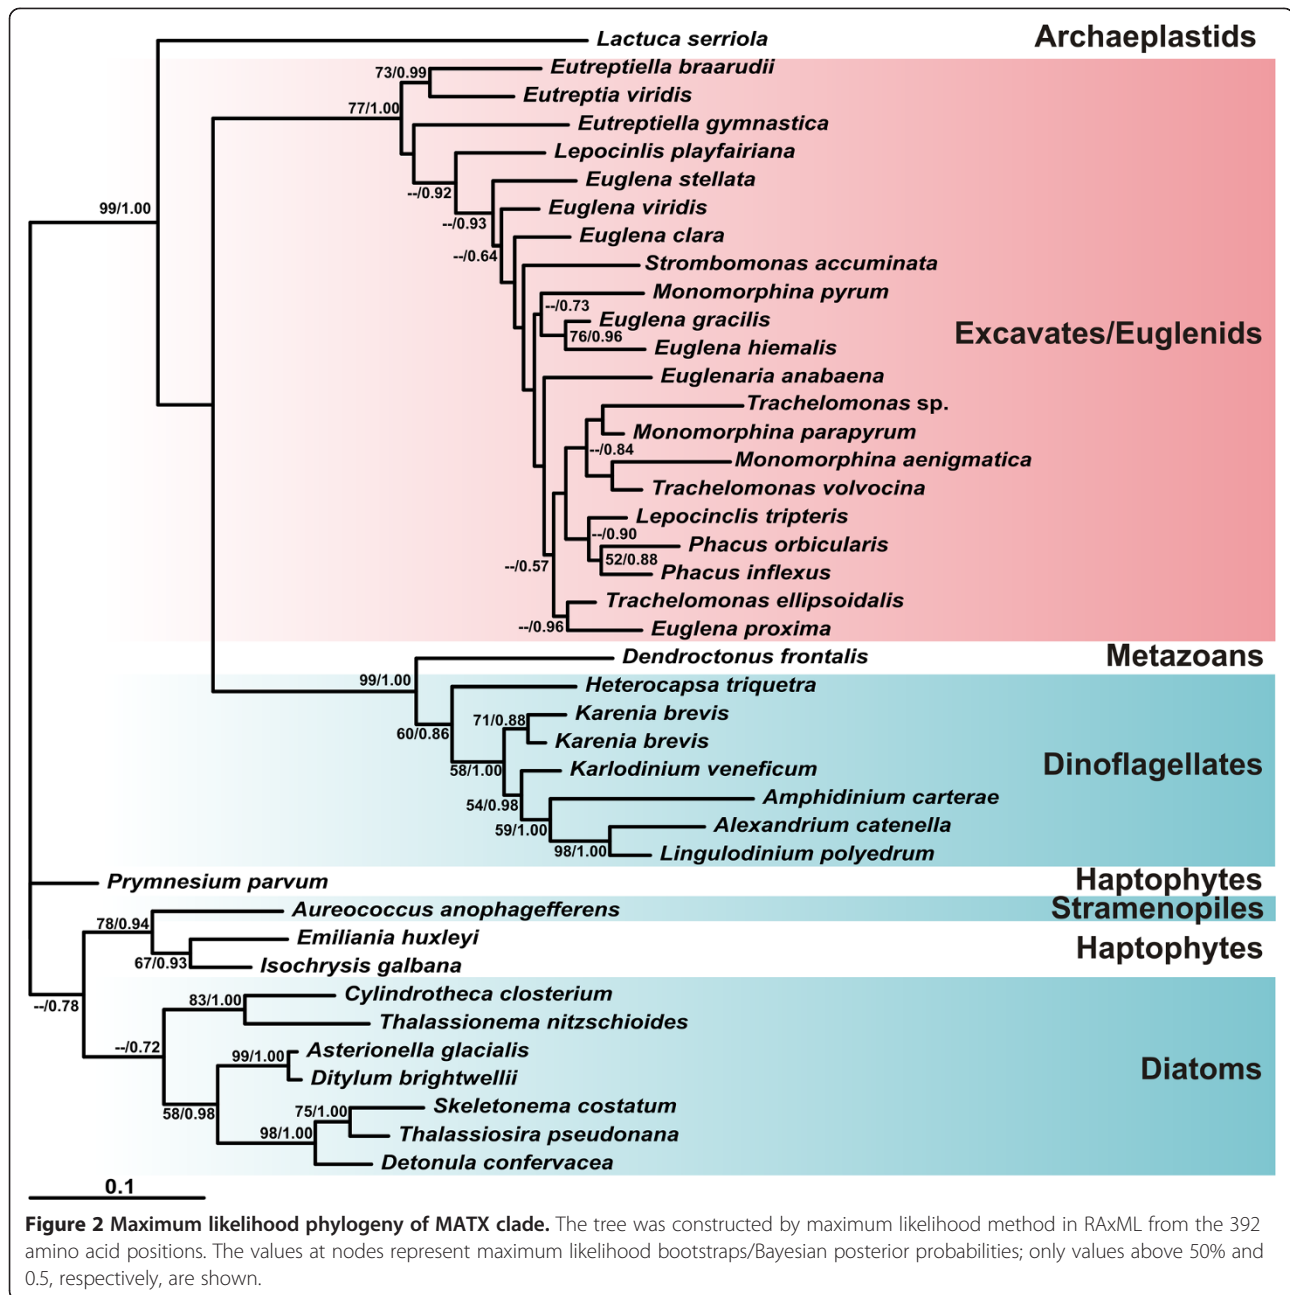 Lactuca serriola
Archaeplastids
73/0.99
Eutreptiella braarudii
Eutreptia viridis
77/1.00
Eutreptiella gymnastica
Lepocinlis playfairiana
--/0.92
Euglena stellata
99/1.00
Euglena viridis
--/0.93
Euglena clara
--/0.64
Strombomonas accuminata
Monomorphina pyrum
--/0.73
Euglena gracilis
76/0.96
Excavates/Euglenids
Euglena hiemalis
Euglenaria anabaena
Trachelomonas sp.
Monomorphina parapyrum
--/0.84
Monomorphina aenigmatica
Trachelomonas volvocina
Lepocinclis tripteris
--/0.90
Phacus orbicularis
52/0.88
--/0.57
Phacus inflexus
Trachelomonas ellipsoidalis
--/0.96
Euglena proxima
Dendroctonus frontalis
Metazoans
99/1.00
Heterocapsa triquetra
71/0.88
Karenia brevis
60/0.86
Karenia brevis
58/1.00
Karlodinium veneficum
Dinoflagellates
54/0.98
Amphidinium carterae
59/1.00
Alexandrium catenella
98/1.00
Lingulodinium polyedrum
Prymnesium parvum
Haptophytes
78/0.94
Aureococcus anophagefferens
Stramenopiles
Emiliania huxleyi
Haptophytes
67/0.93
Isochrysis galbana
--/0.78
83/1.00
Cylindrotheca closterium
Thalassionema nitzschioides
--/0.72
99/1.00
Asterionella glacialis
Diatoms
Ditylum brightwellii
58/0.98
75/1.00
Skeletonema costatum
98/1.00
Thalassiosira pseudonana
Detonula confervacea
0.1
Figure 2 Maximum likelihood phylogeny of MATX clade. The tree was constructed by maximum likelihood method in RAxML from the 392
amino acid positions. The values at nodes represent maximum likelihood bootstraps/Bayesian posterior probabilities; only values above 50% and
0.5, respectively, are shown.